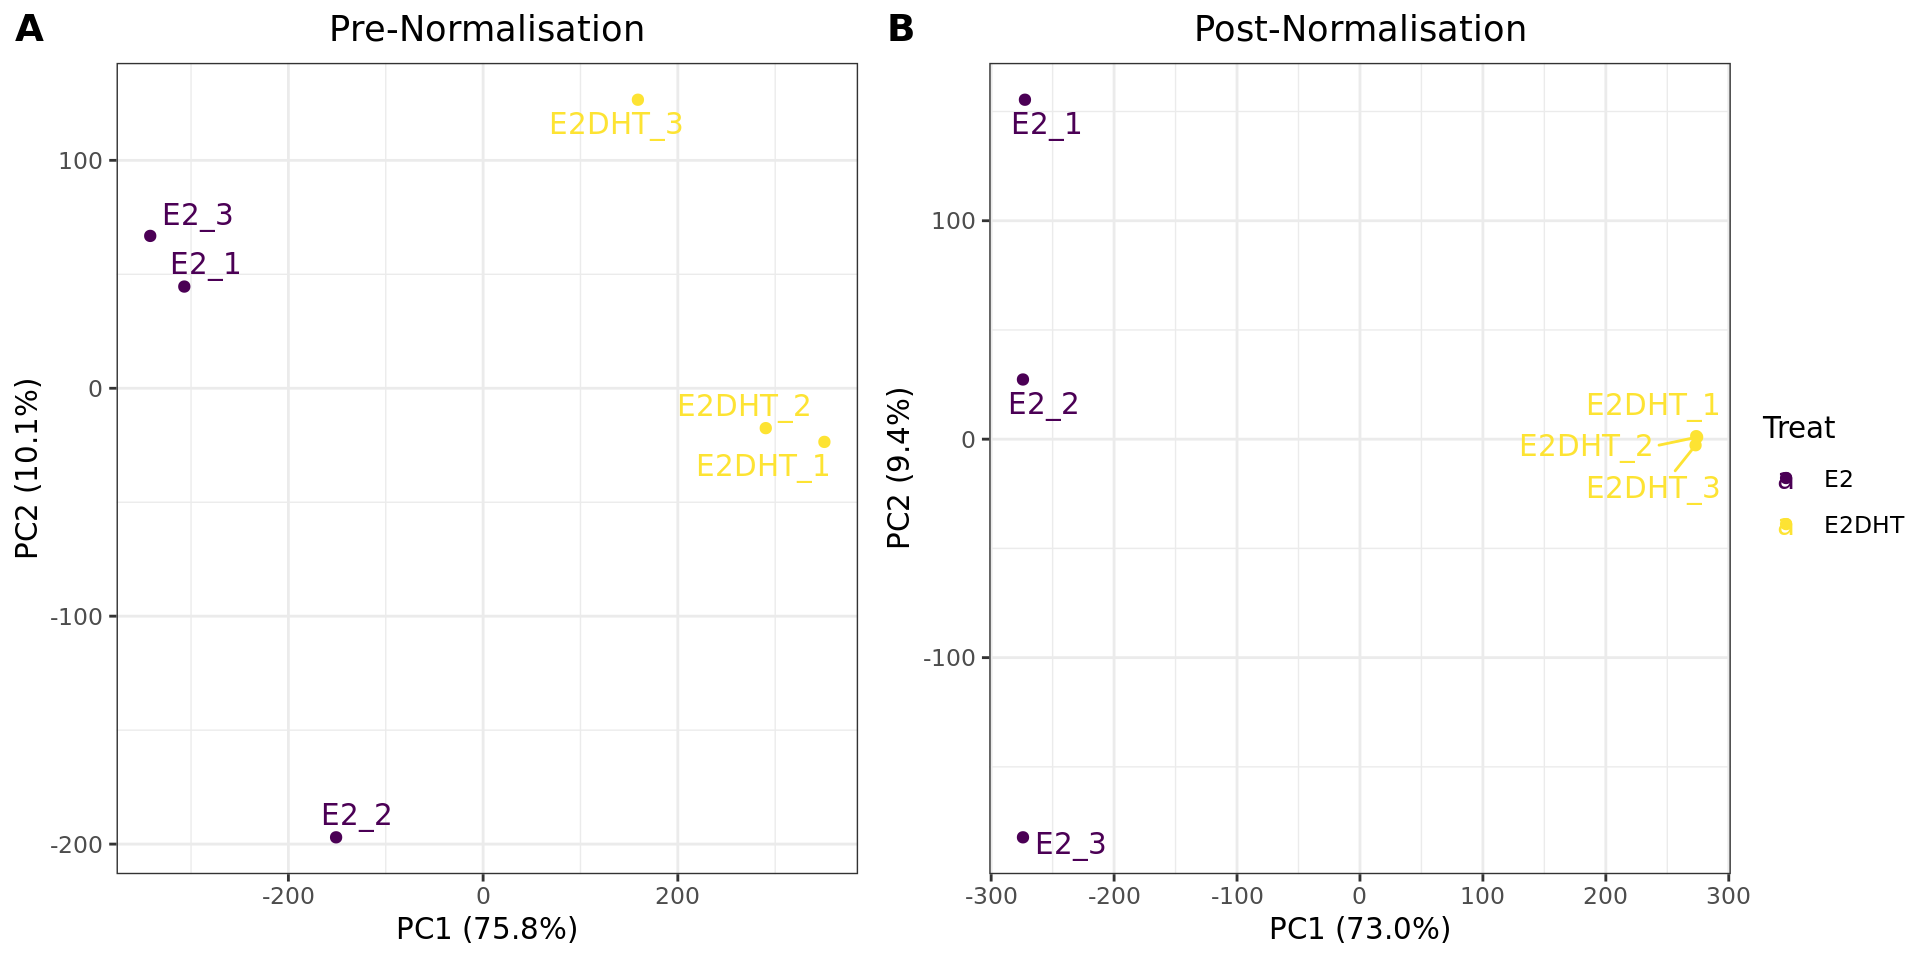 A
Pre-Normalisation
E2DHT_3
100
E2_3
E2_1
0
E2DHT_2
E2DHT_1
-100
E2_2
-200
-200
0
200
PC1 (75.8%)
PC2 (10.1%)
B
Post-Normalisation
E2_1
100
E2_2
E2DHT_1
0
E2DHT_2
E2DHT_3
-100
E2_3
-300
-200
-100
0
100
200
300
PC1 (73.0%)
PC2 (9.4%)
Treat
a E2
a E2DHT